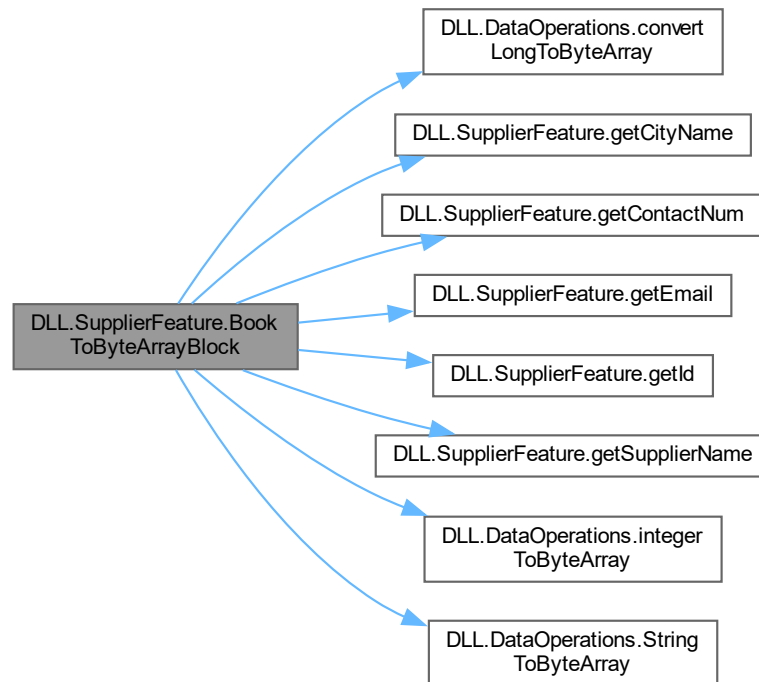 DLL.DataOperations.convert
LongToByteArray
DLL.SupplierFeature.getCityName
DLL.SupplierFeature.getContactNum
DLL.SupplierFeature.getEmail
DLL.SupplierFeature.Book
ToByteArrayBlock
DLL.SupplierFeature.getId
DLL.SupplierFeature.getSupplierName
DLL.DataOperations.integer
ToByteArray
DLL.DataOperations.String
ToByteArray